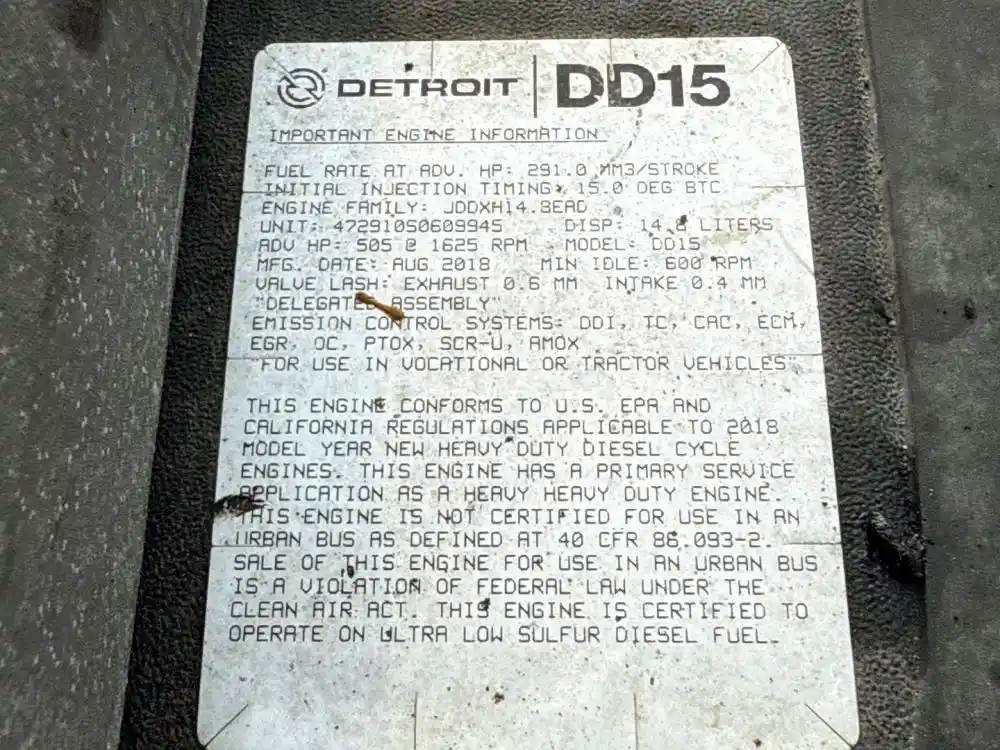 DETROIT DD15
IMPORTANT ENGINE INFORMATION
FUEL RATE AT ADV. HP: 291.0 MM3/STROKE
INITIAL INJECTION TIMING: 15.0 DEG BTC
ENGINE FAMILY: JDDXH14.8EAD
UNIT: 472910S0609945 DISP: 14.8 LITERS
ADV HP: 505 @ 1625 RPM MODEL: DD15
MFG. DATE: AUG 2018 MIN IDLE: 600 RPM
VALVE LASH: EXHAUST 0.6 MM INTAKE 0.4 MM
"DELEGATED ASSEMBLY"
EMISSION CONTROL SYSTEMS: DDI, TC, CAC, ECM,
EGR, OC, PTOX, SCR-U, AMOX
"FOR USE IN VOCATIONAL OR TRACTOR VEHICLES"
THIS ENGINE CONFORMS TO U.S. EPA AND
CALIFORNIA REGULATIONS APPLICABLE TO 2018
MODEL YEAR NEW HEAVY DUTY DIESEL CYCLE
ENGINES. THIS ENGINE HAS A PRIMARY SERVICE
APPLICATION AS A HEAVY HEAVY DUTY ENGINE.
THIS ENGINE IS NOT CERTIFIED FOR USE IN AN
URBAN BUS AS DEFINED AT 40 CFR 86.093-2.
SALE OF THIS ENGINE FOR USE IN AN URBAN BUS
IS A VIOLATION OF FEDERAL LAW UNDER THE
CLEAN AIR ACT. THIS ENGINE IS CERTIFIED TO
OPERATE ON ULTRA LOW SULFUR DIESEL FUEL.